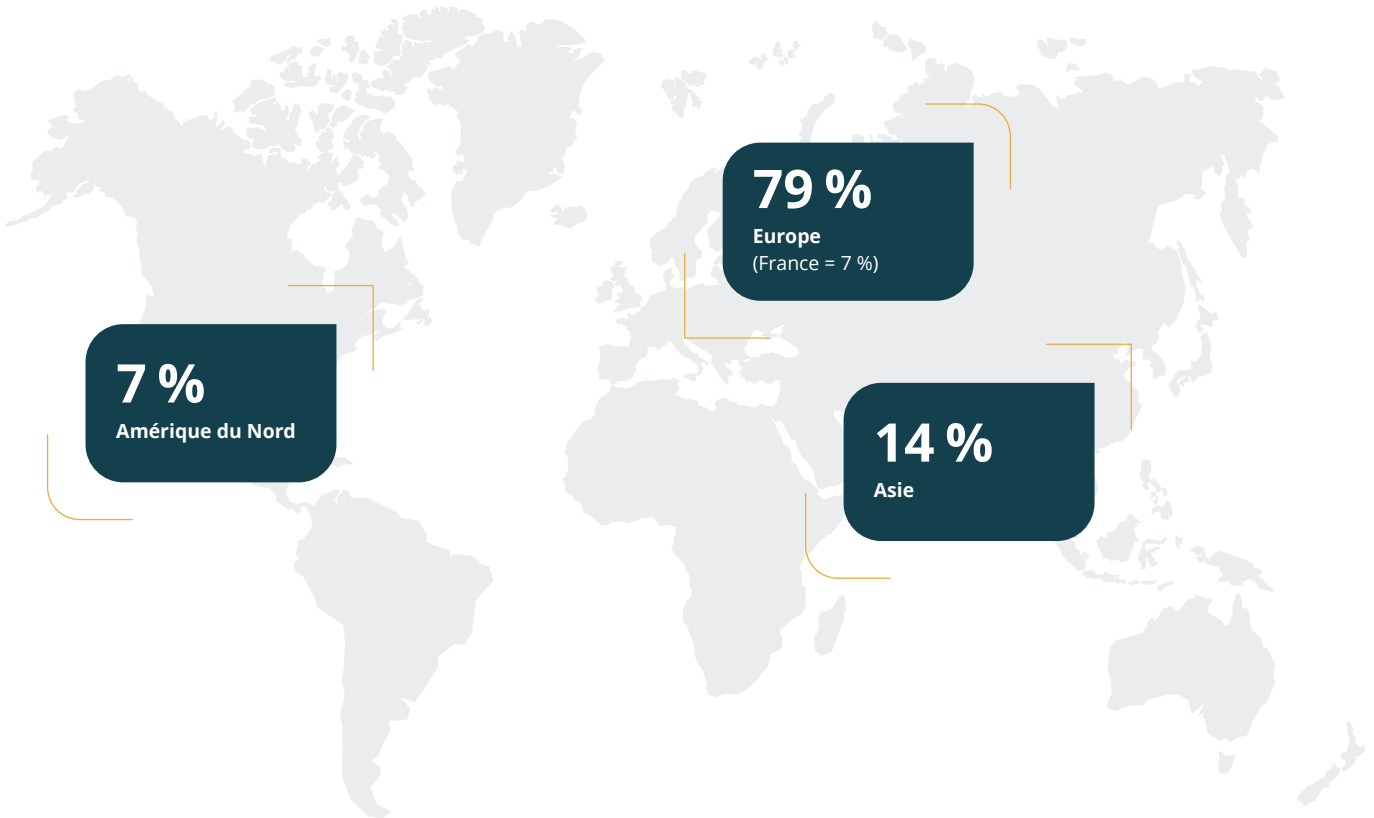 79 %
Europe
(France = 7 %)
7 %
Amérique du Nord
14 %
Asie